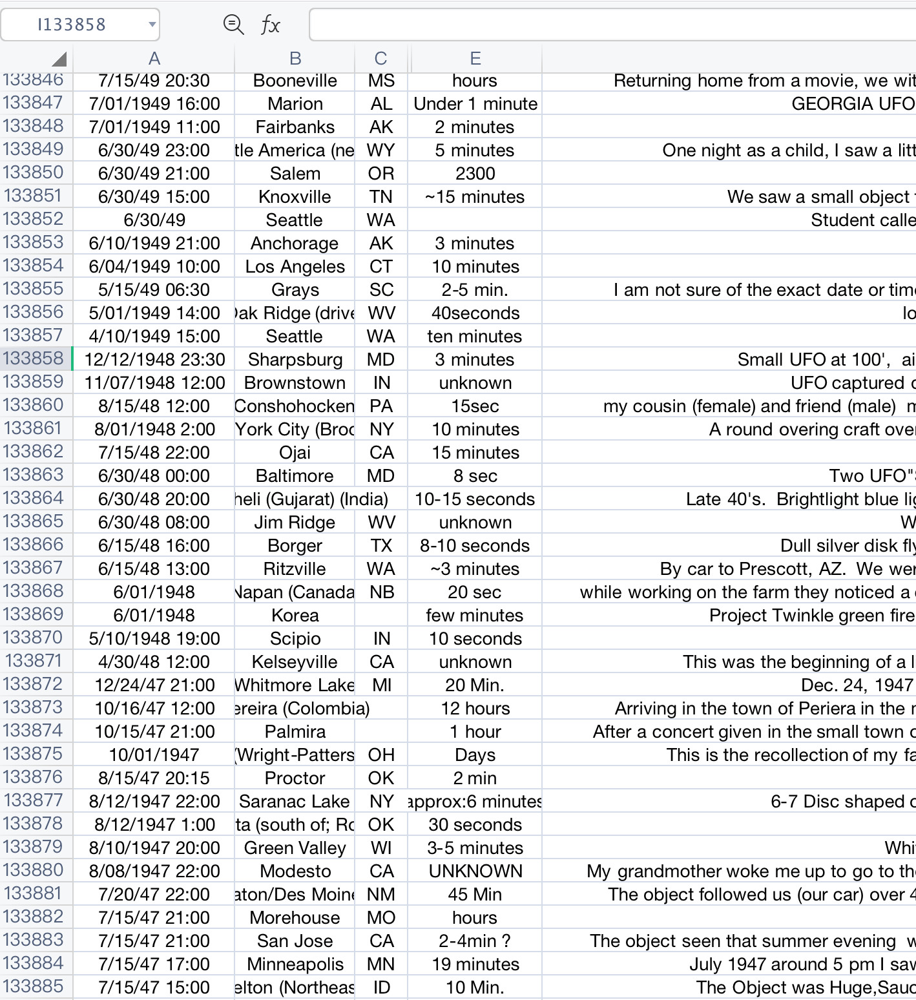 I133858 fx
A B C E
133846 7/15/49 20:30 Booneville MS hours Returning home from a movie, we wit
133847 7/01/1949 16:00 Marion AL Under 1 minute GEORGIA UFO
133848 7/01/1949 11:00 Fairbanks AK 2 minutes
133849 6/30/49 23:00 tle America (ne WY 5 minutes One night as a child, I saw a litt
133850 6/30/49 21:00 Salem OR 2300
133851 6/30/49 15:00 Knoxville TN ~15 minutes We saw a small object
133852 6/30/49 Seattle WA Student calle
133853 6/10/1949 21:00 Anchorage AK 3 minutes
133854 6/04/1949 10:00 Los Angeles CT 10 minutes
133855 5/15/49 06:30 Grays SC 2-5 min. I am not sure of the exact date or time
133856 5/01/1949 14:00 Oak Ridge (drive WV 40seconds lo
133857 4/10/1949 15:00 Seattle WA ten minutes
133858 12/12/1948 23:30 Sharpsburg MD 3 minutes Small UFO at 100', ai
133859 11/07/1948 12:00 Brownstown IN unknown UFO captured
133860 8/15/48 12:00 Conshohocken PA 15sec my cousin (female) and friend (male) m
133861 8/01/1948 2:00 York City (Broo NY 10 minutes A round overing craft over
133862 7/15/48 22:00 Ojai CA 15 minutes
133863 6/30/48 00:00 Baltimore MD 8 sec Two UFO"s
133864 6/30/48 20:00 heli (Gujarat) (India) 10-15 seconds Late 40's. Brightlight blue lig
133865 6/30/48 08:00 Jim Ridge WV unknown W
133866 6/15/48 16:00 Borger TX 8-10 seconds Dull silver disk fly
133867 6/15/48 13:00 Ritzville WA ~3 minutes By car to Prescott, AZ. We wer
133868 6/01/1948 Napan (Canada NB 20 sec while working on the farm they noticed a
133869 6/01/1948 Korea few minutes Project Twinkle green fire
133870 5/10/1948 19:00 Scipio IN 10 seconds
133871 4/30/48 12:00 Kelseyville CA unknown This was the beginning of a l
133872 12/24/47 21:00 Whitmore Lake MI 20 Min. Dec. 24, 1947
133873 10/16/47 12:00 ereira (Colombia) 12 hours Arriving in the town of Periera in the
133874 10/15/47 21:00 Palmira 1 hour After a concert given in the small town
133875 10/01/1947 (Wright-Patters OH Days This is the recollection of my fa
133876 8/15/47 20:15 Proctor OK 2 min
133877 8/12/1947 22:00 Saranac Lake NY approx:6 minutes 6-7 Disc shaped
133878 8/12/1947 1:00 ta (south of; Ro OK 30 seconds
133879 8/10/1947 20:00 Green Valley WI 3-5 minutes Whi
133880 8/08/1947 22:00 Modesto CA UNKNOWN My grandmother woke me up to go to the
133881 7/20/47 22:00 aton/Des Moine NM 45 Min The object followed us (our car) over 4
133882 7/15/47 21:00 Morehouse MO hours
133883 7/15/47 21:00 San Jose CA 2-4min ? The object seen that summer evening w
133884 7/15/47 17:00 Minneapolis MN 19 minutes July 1947 around 5 pm I saw
133885 7/15/47 15:00 elton (Northeas ID 10 Min. The Object was Huge,Sauc